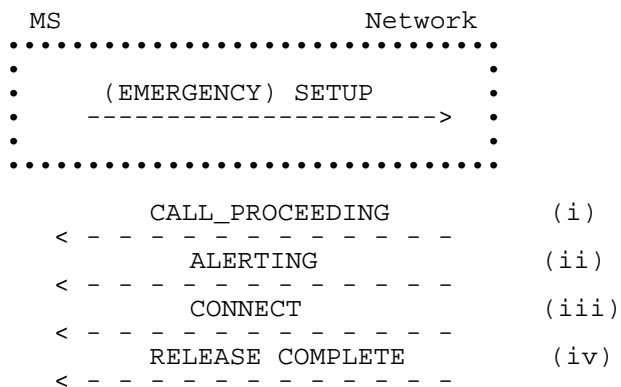 MS Network
(EMERGENCY) SETUP
CALL_PROCEEDING (i)
ALERTING (ii)
CONNECT (iii)
RELEASE COMPLETE (iv)